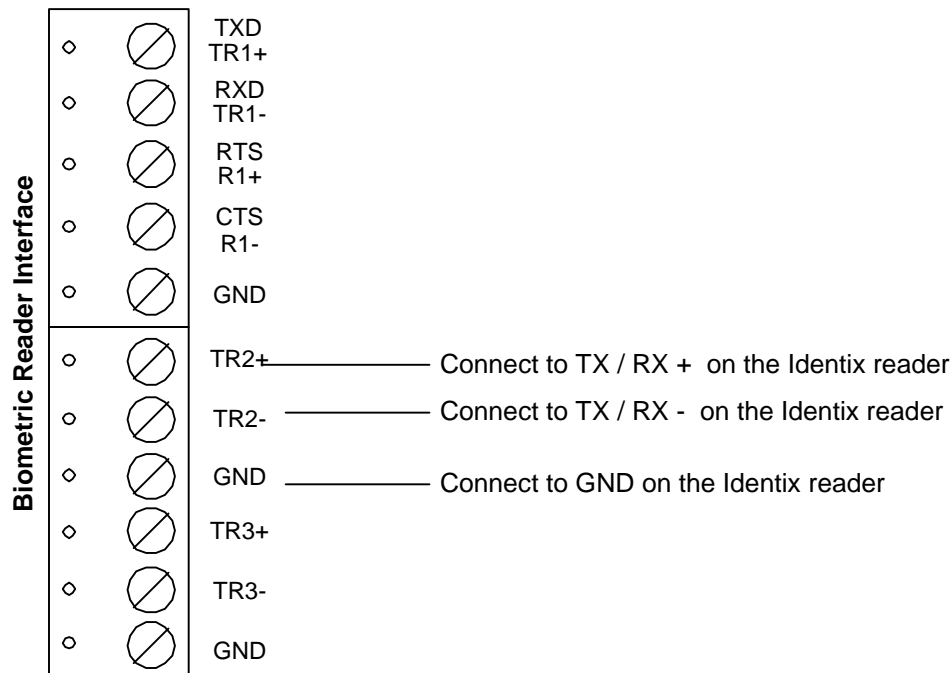 Biometric Reader Interface
TXD
TR1+
RXD
TR1-
RTS
R1+
CTS
R1-
GND
TR2+ Connect to TX / RX + on the Identix reader
TR2- Connect to TX / RX - on the Identix reader
GND Connect to GND on the Identix reader
TR3+
TR3-
GND